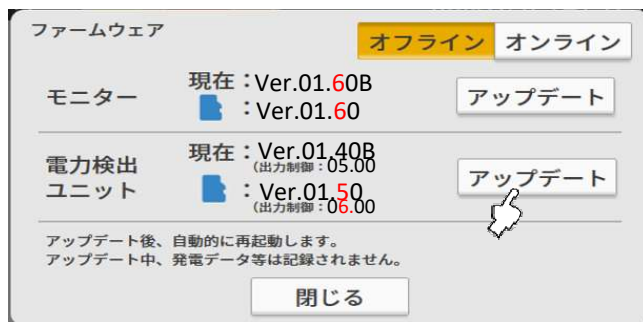 ファームウェア
オフライン オンライン
モニター
現在：Ver.01.60B
：Ver.01.60
アップデート
電力検出
ユニット
現在：Ver.01.40B
(出力制御：05.00
：Ver.01.50
(出力制御：06.00
アップデート
アップデート後、自動的に再起動します。
アップデート中、発電データ等は記録されません。
閉じる